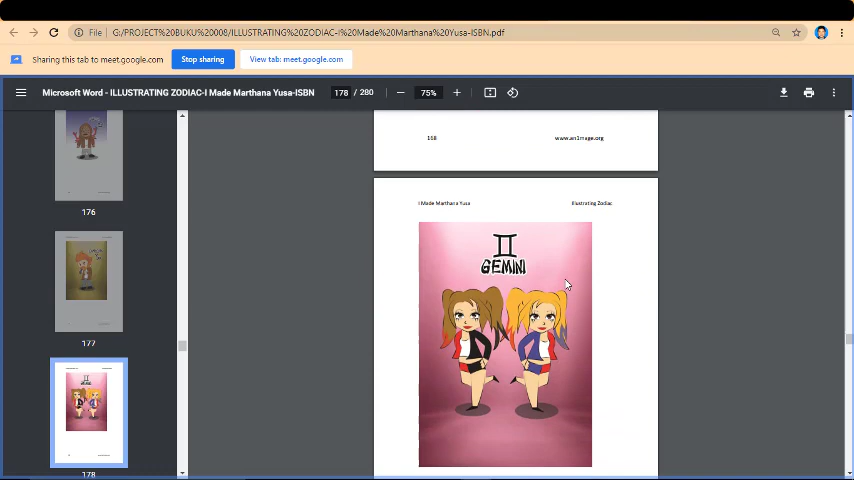 File G:/PROJECT%20BUKU%20008/ILLUSTRATING%20ZODIAC-I%20Made%20Marthana%20Yusa-ISBN.pdf
Sharing this tab to meet.google.com Stop sharing View tab: meet.google.com
Microsoft Word - ILLUSTRATING ZODIAC-I Made Marthana Yusa-ISBN 178 / 280 75%
176
177
178
168 www.an1mage.org
I Made Marthana Yusa Illustrating Zodiac
GEMINI